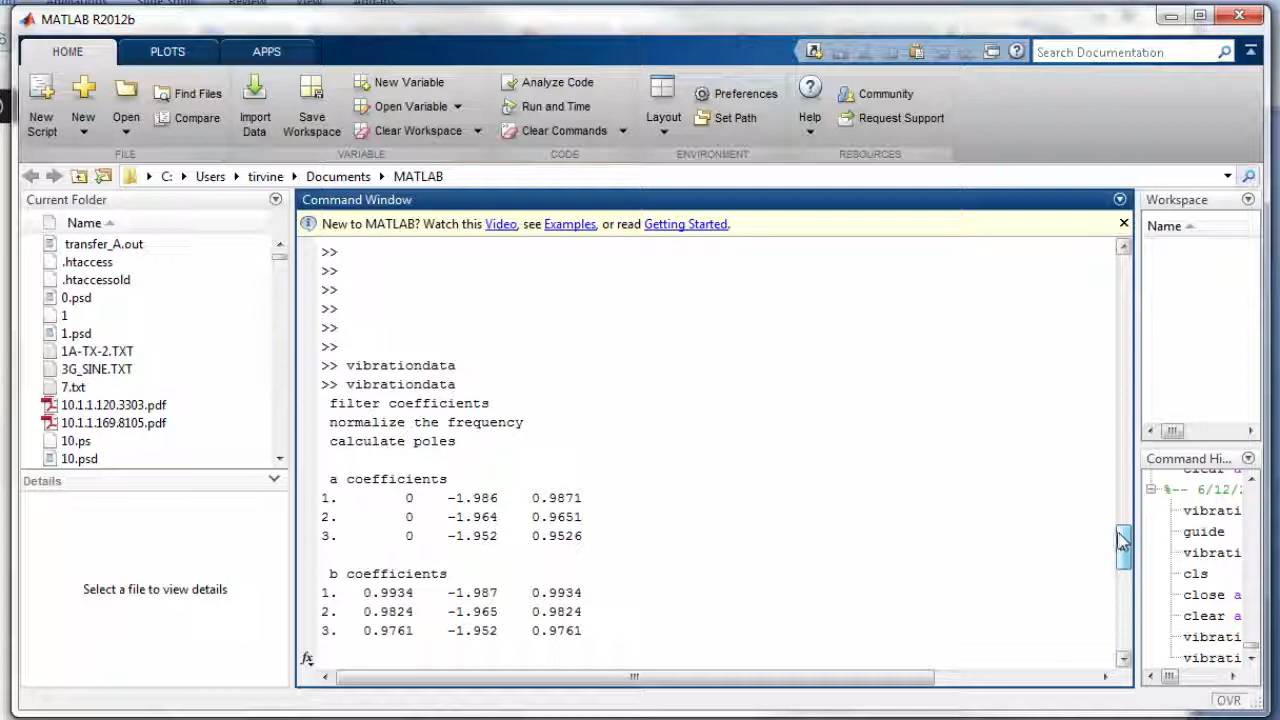 MATLAB R2012b
HOME PLOTS APPS Search Documentation
New Script
New
Open
Find Files
Compare
FILE
Import Data
Save Workspace
New Variable
Open Variable
Clear Workspace
VARIABLE
Analyze Code
Run and Time
Clear Commands
CODE
Layout
Preferences
Set Path
ENVIRONMENT
Help
Community
Request Support
RESOURCES
C: Users tirvine Documents MATLAB
Current Folder
Name
transfer_A.out
.htaccess
.htaccessold
0.psd
1
1.psd
1A-TX-2.TXT
3G_SINE.TXT
7.txt
10.1.1.120.3303.pdf
10.1.1.169.8105.pdf
10.ps
10.psd
Details
Select a file to view details
Command Window
New to MATLAB? Watch this Video, see Examples, or read Getting Started.
>>
>>
>>
>>
>>
>>
>> vibrationdata
>> vibrationdata
filter coefficients
normalize the frequency
calculate poles
a coefficients
1. 0 -1.986 0.9871
2. 0 -1.964 0.9651
3. 0 -1.952 0.9526
b coefficients
1. 0.9934 -1.987 0.9934
2. 0.9824 -1.965 0.9824
3. 0.9761 -1.952 0.9761
fx
Workspace
Name
Command Hi...
%-- 6/12/
vibrati
guide
vibrati
cls
close a
clear a
vibrati
vibrati
OVR